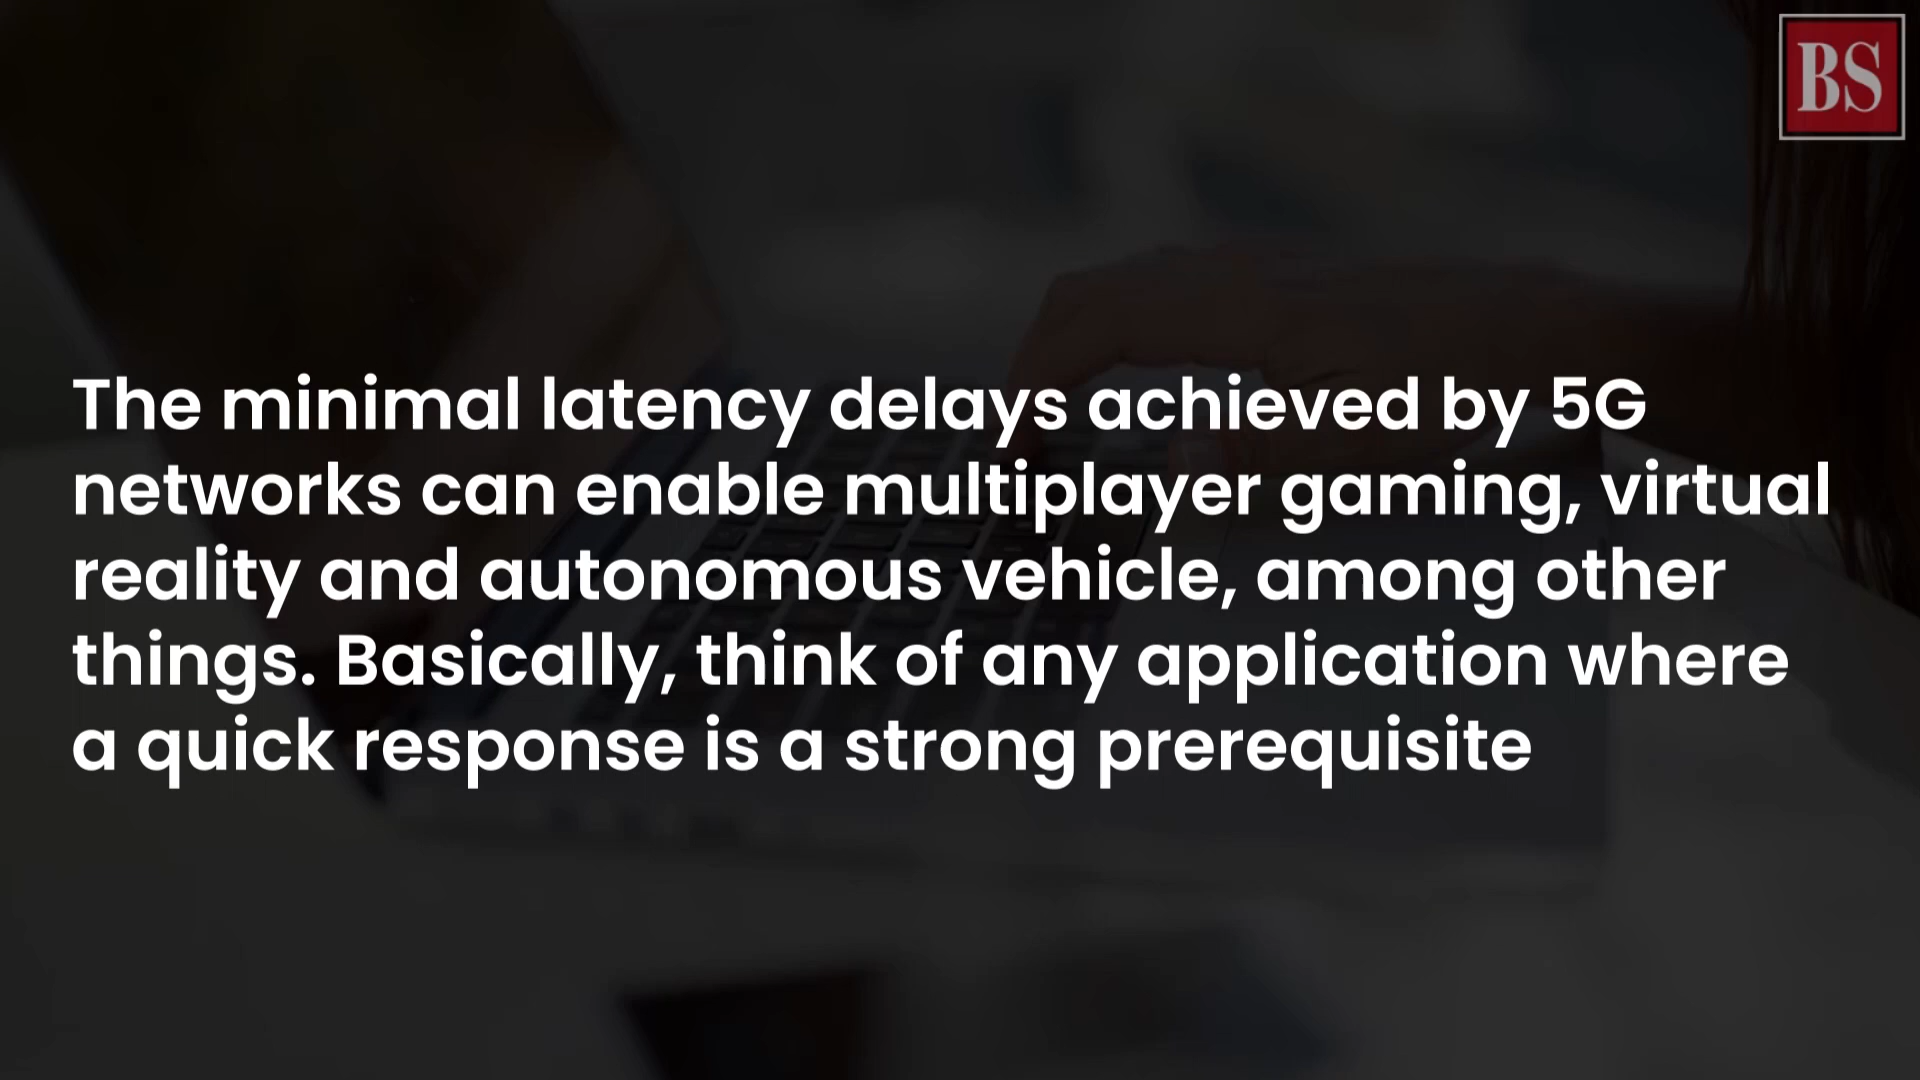 BS
The minimal latency delays achieved by 5G
networks can enable multiplayer gaming, virtual
reality and autonomous vehicle, among other
things. Basically, think of any application where
a quick response is a strong prerequisite